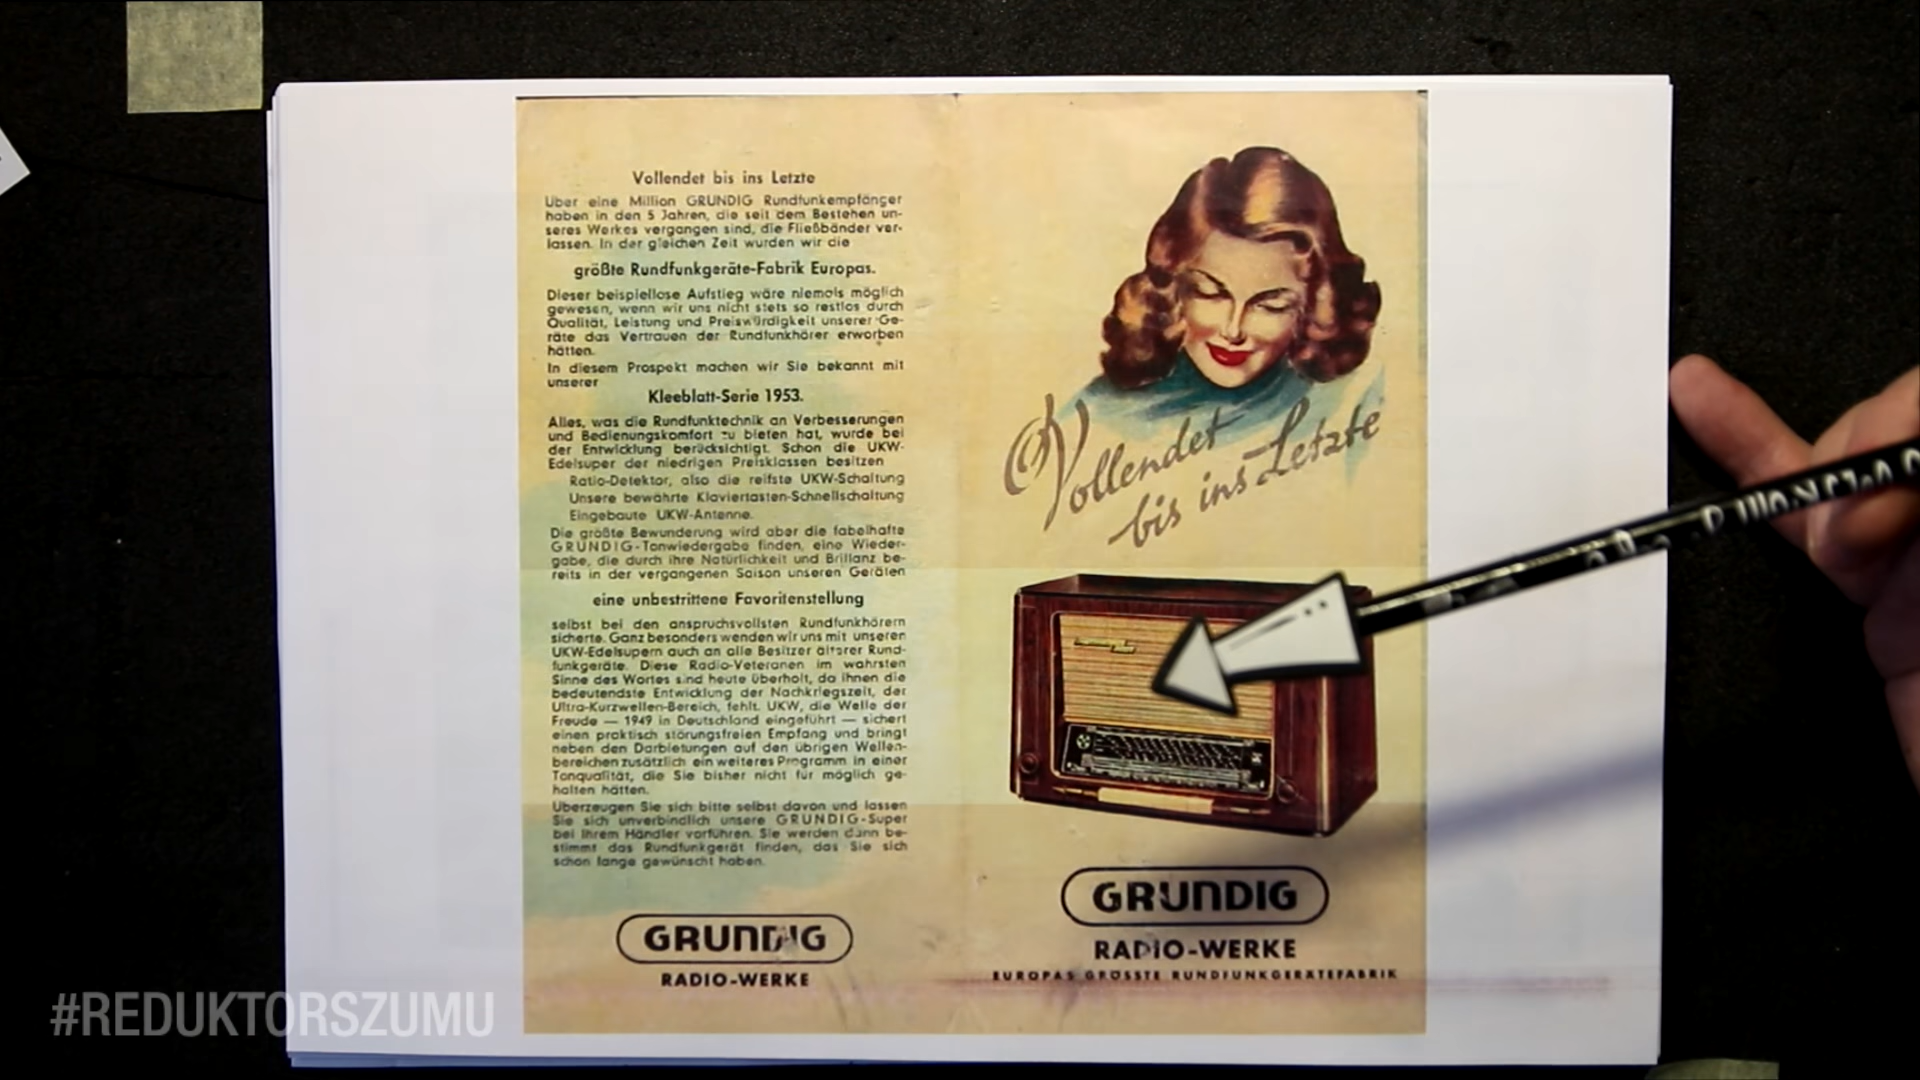 Vollendet bis ins Letzte
Über eine Million GRUNDIG Rundfunkempfänger
haben in den 5 Jahren, die seit dem Bestehen un-
seres Werkes vergangen sind, die Fließbänder ver-
lassen. In der gleichen Zeit wurden wir die
größte Rundfunkgeräte-Fabrik Europas.
Dieser beispiellose Aufstieg wäre niemals möglich
gewesen, wenn wir uns nicht stets so restlos durch
Qualität, Leistung und Preiswürdigkeit unserer Ge-
räte das Vertrauen der Rundfunkhörer erworben
hätten.
In diesem Prospekt machen wir Sie bekannt mit
unserer
Kleeblatt-Serie 1953.
Alles, was die Rundfunktechnik an Verbesserungen
und Bedienungskomfort zu bieten hat, wurde bei
der Entwicklung berücksichtigt. Schon die UKW-
Edelsuper der niedrigen Preisklassen besitzen
Ratio-Detektor, also die reifste UKW-Schaltung
Unsere bewährte Klaviertasten-Schnellschaltung
Eingebaute UKW-Antenne.
Die größte Bewunderung wird aber die fabelhafte
GRUNDIG-Tonwiedergabe finden, eine Wieder-
gabe, die durch ihre Natürlichkeit und Brillanz be-
reits in der vergangenen Saison unseren Geräten
eine unbestrittene Favoritenstellung
selbst bei den anspruchsvollsten Rundfunkhörern
sicherte. Ganz besonders wenden wir uns mit unseren
UKW-Edelsupern auch an alle Besitzer älterer Rund-
funkgeräte. Diese Radio-Veteranen im wahrsten
Sinne des Wortes sind heute überholt, da ihnen die
bedeutendste Entwicklung der Nachkriegszeit, der
Ultra-Kurzwellen-Bereich, fehlt. UKW, die Welle der
Freude — 1949 in Deutschland eingeführt — sichert
einen praktisch störungsfreien Empfang und bringt
neben den Darbietungen auf den übrigen Wellen-
bereichen zusätzlich ein weiteres Programm in einer
Tonqualität, die Sie bisher nicht für möglich ge-
halten hätten.
Überzeugen Sie sich bitte selbst davon und lassen
Sie sich unverbindlich unsere GRUNDIG-Super
bei Ihrem Händler vorführen. Sie werden dann be-
stimmt das Rundfunkgerät finden, das Sie sich
schon lange gewünscht haben.
GRUNDIG
RADIO-WERKE
Vollendet
bis ins Letzte
GRUNDIG
RADIO-WERKE
EUROPAS GRÖSSTE RUNDFUNKGERÄTEFABRIK
#REDUKTORSZUMU